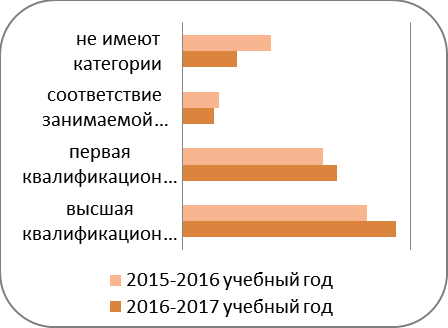 не имеют
категории
соответствие
занимаемой...
первая
квалификацион...
высшая
квалификацион...
2015-2016 учебный год
2016-2017 учебный год